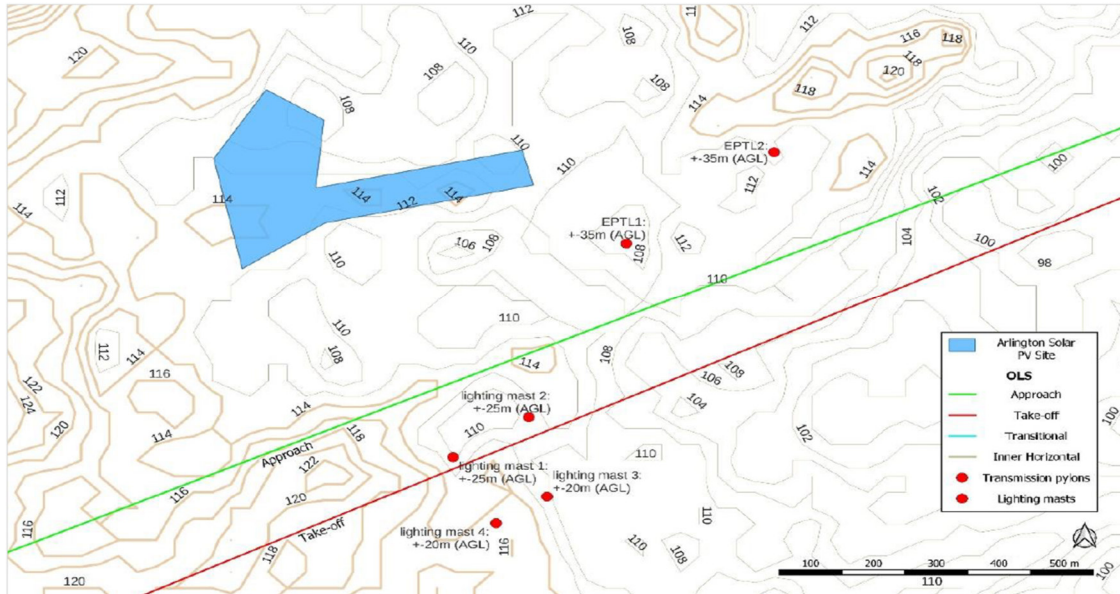 112
112
120
110
108
116
118
118
120
118
108
108
108
114
108
110
100
EPTL2:
+-35m (AGL)
110
114
112
114
112
102
114
114
112
EPTL1:
+-35m (AGL)
106
108
108
112
104
100
98
110
110
110
110
108
112
114
108
116
114
122
124
120
114
108
106
108
104
102
100
lighting mast 2:
+-25m (AGL)
110
114
118
Approach
122
116
120
Take-off
118
116
120
lighting mast 1:
+-25m (AGL)
lighting mast 3:
+-20m (AGL)
110
lighting mast 4:
+-20m (AGL)
116
110
110
108
Arlington Solar
PV Site
OLS
Approach
Take-off
Transitional
Inner Horizontal
Transmission pylons
Lighting masts
100 200 300 400 500 m
110
100